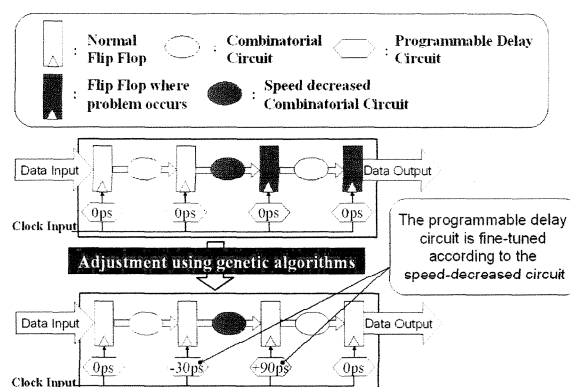 : Normal Flip Flop
: Combinatorial Circuit
: Programmable Delay Circuit
: Flip Flop where problem occurs
: Speed decreased Combinatorial Circuit
Data Input
Data Output
0ps
0ps
0ps
0ps
Clock Input
Adjustment using genetic algorithms
The programmable delay
circuit is fine-tuned
according to the
speed-decreased circuit
Data Input
Data Output
0ps
-30ps
+90ps
0ps
Clock Input